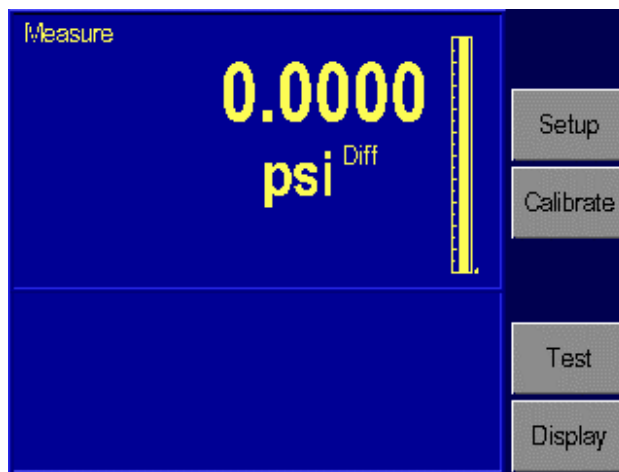 Measure
0.0000
psi Diff
Setup
Calibrate
Test
Display